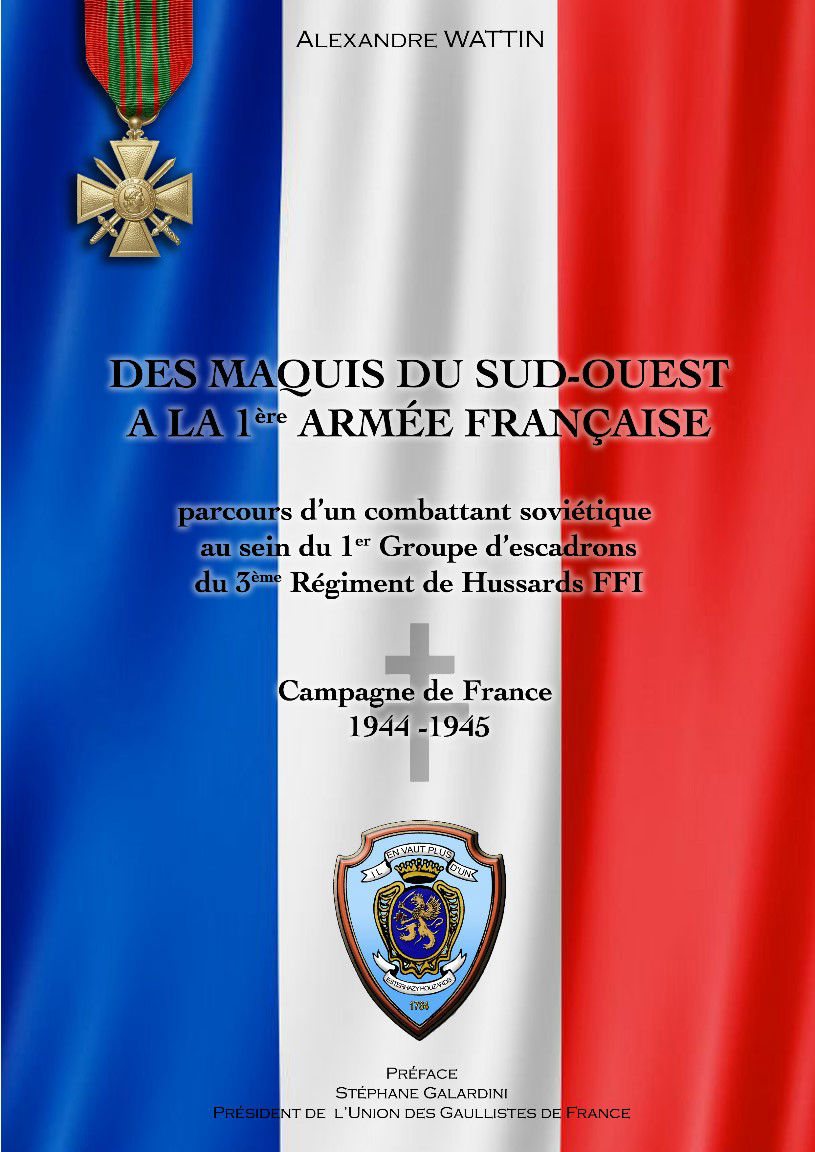 ALEXANDRE WATTIN
DES MAQUIS DU SUD-OUEST
A LA 1ère ARMÉE FRANÇAISE
parcours d'un combattant soviétique
au sein du 1er Groupe d'escadrons
du 3ème Régiment de Hussards FFI
Campagne de France
1944 -1945
IL EN VAUT PLUS D'UN
ESTERHAZY HOUZARDS
1764
PRÉFACE
STÉPHANE GALARDINI
PRÉSIDENT DE L'UNION DES GAULLISTES DE FRANCE